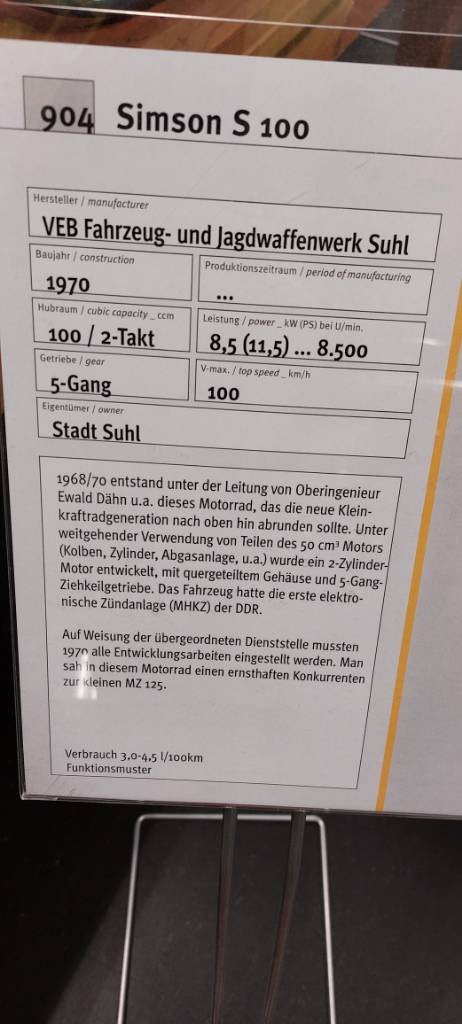 904 Simson S 100
Hersteller / manufacturer
VEB Fahrzeug- und Jagdwaffenwerk Suhl
Baujahr / construction
1970
Produktionszeitraum / period of manufacturing
...
Hubraum / cubic capacity _ ccm
100 / 2-Takt
Leistung / power _ kW (PS) bei U/min.
8,5 (11,5) ... 8.500
Getriebe / gear
5-Gang
V-max. / top speed _ km/h
100
Eigentümer / owner
Stadt Suhl
1968/70 entstand unter der Leitung von Oberingenieur
Ewald Dähn u.a. dieses Motorrad, das die neue Klein-
kraftradgeneration nach oben hin abrunden sollte. Unter
weitgehender Verwendung von Teilen des 50 cm³ Motors
(Kolben, Zylinder, Abgasanlage, u.a.) wurde ein 2-Zylinder-
Motor entwickelt, mit quergeteiltem Gehäuse und 5-Gang-
Ziehkeilgetriebe. Das Fahrzeug hatte die erste elektro-
nische Zündanlage (MHKZ) der DDR.
Auf Weisung der übergeordneten Dienststelle mussten
1970 alle Entwicklungsarbeiten eingestellt werden. Man
sah in diesem Motorrad einen ernsthaften Konkurrenten
zur kleinen MZ 125.
Verbrauch 3,0-4,5 l/100km
Funktionsmuster